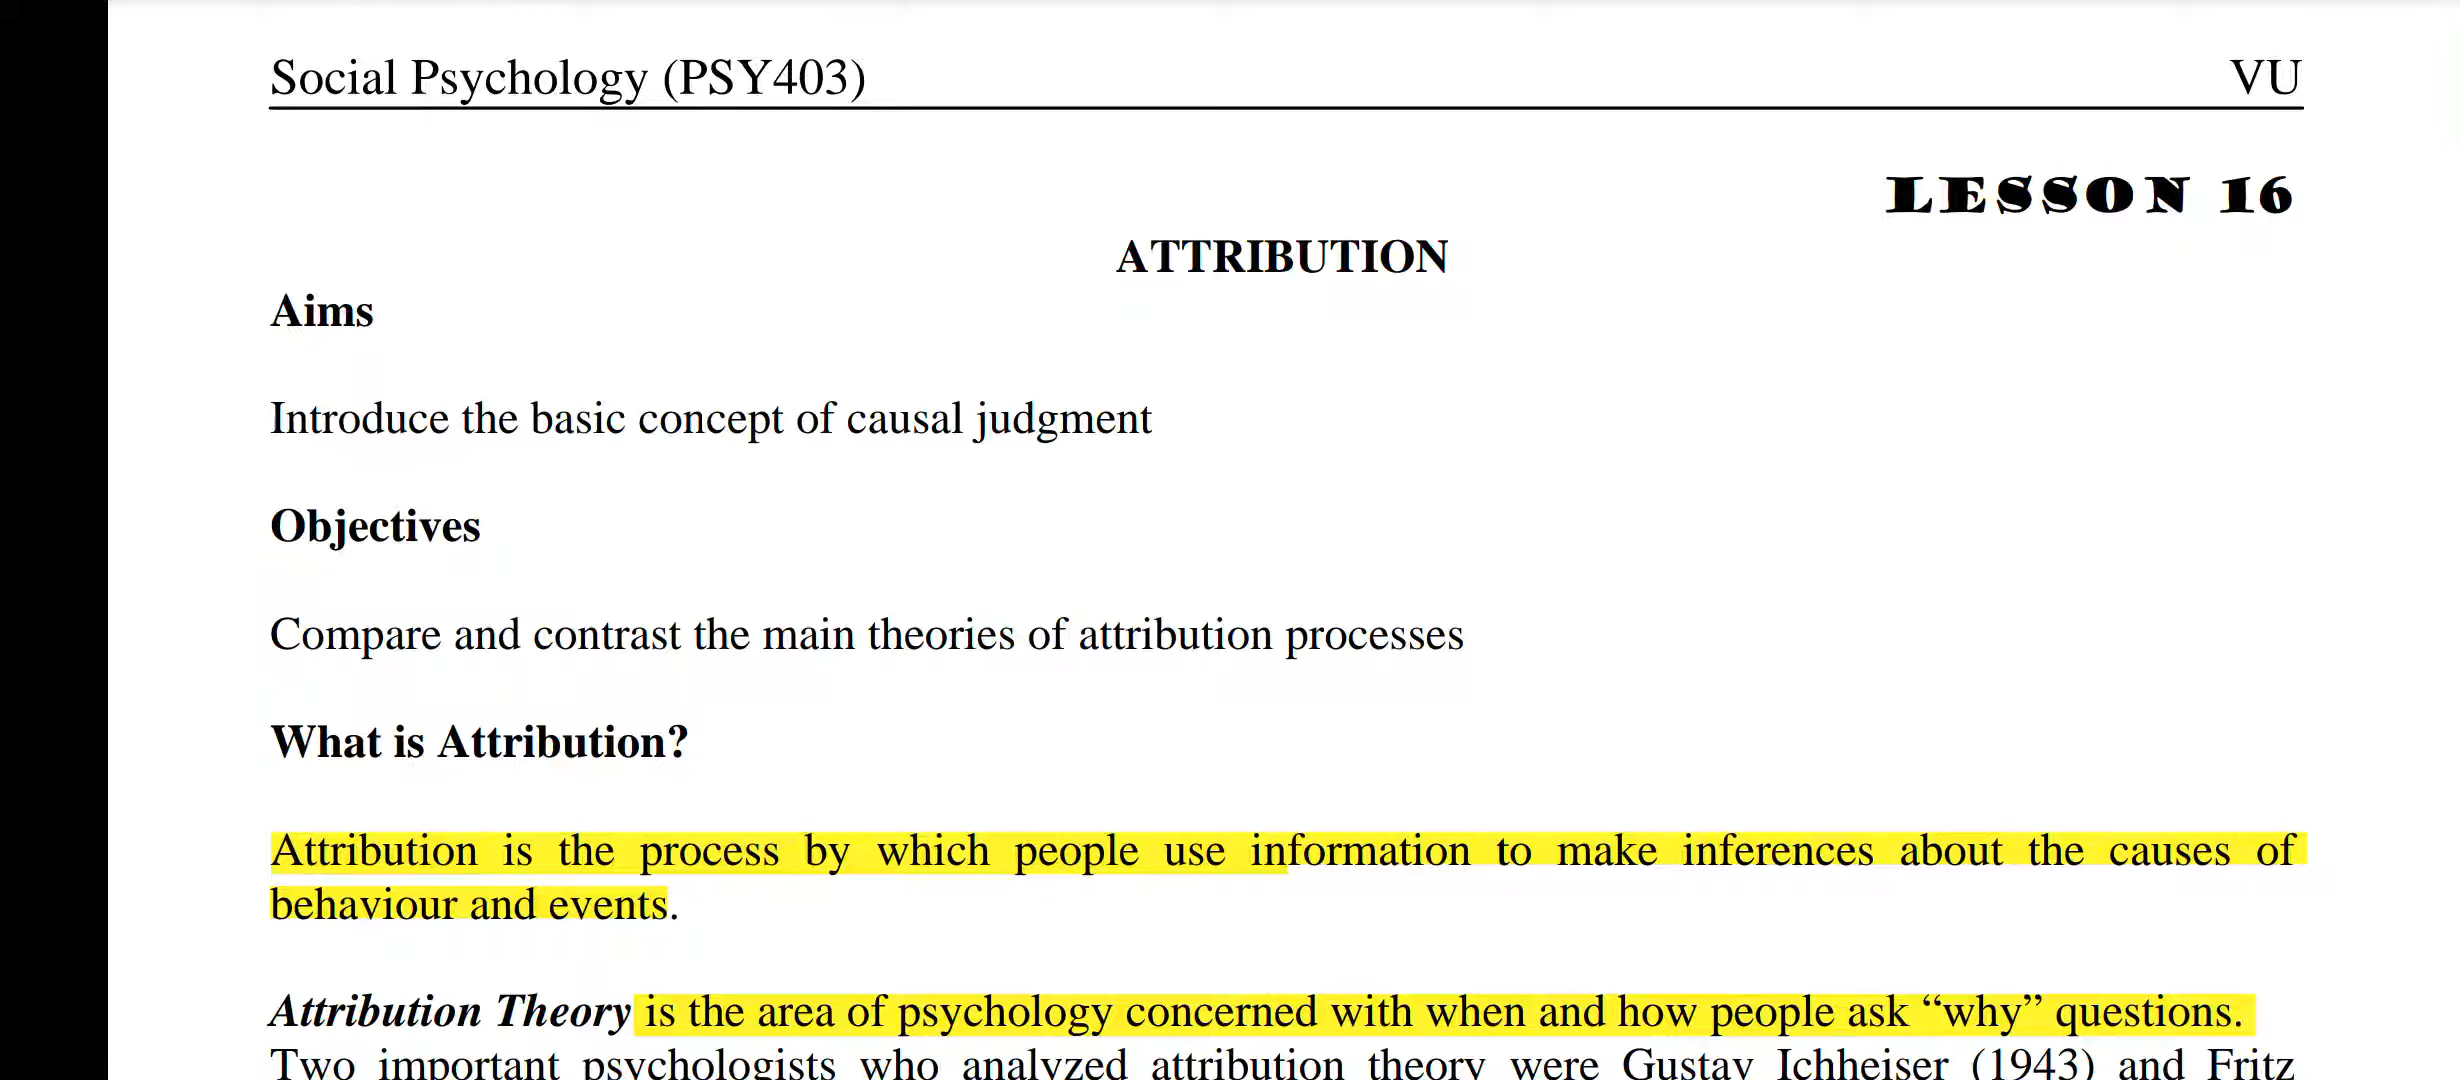 Social Psychology (PSY403) VU
LESSON 16
ATTRIBUTION
Aims
Introduce the basic concept of causal judgment
Objectives
Compare and contrast the main theories of attribution processes
What is Attribution?
Attribution is the process by which people use information to make inferences about the causes of
behaviour and events.
Attribution Theory is the area of psychology concerned with when and how people ask “why” questions.
Two important psychologists who analyzed attribution theory were Gustav Ichheiser (1943) and Fritz